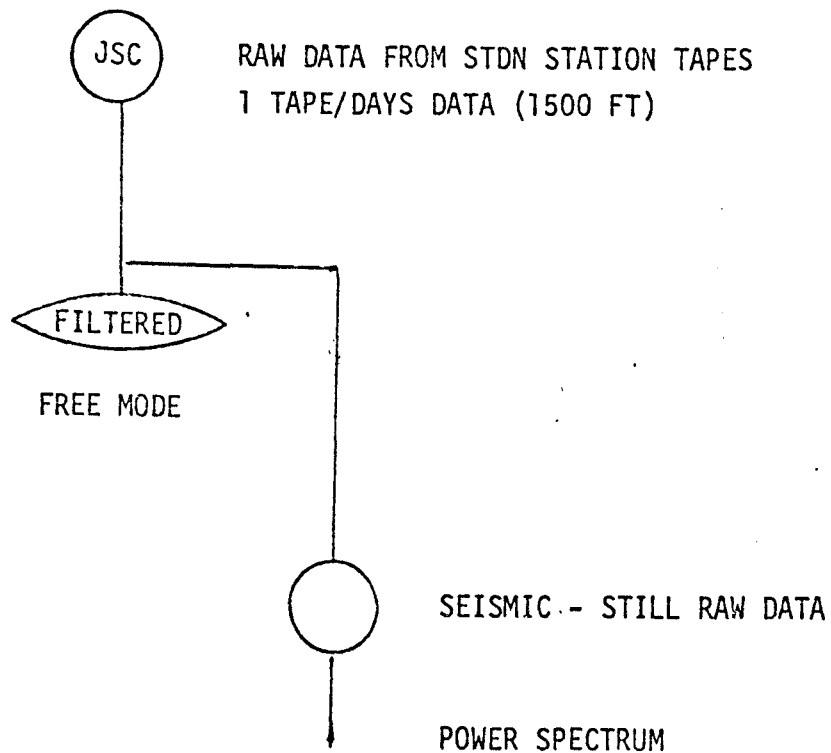 JSC
RAW DATA FROM STDN STATION TAPES
1 TAPE/DAYS DATA (1500 FT)
FILTERED
FREE MODE
SEISMIC - STILL RAW DATA
POWER SPECTRUM